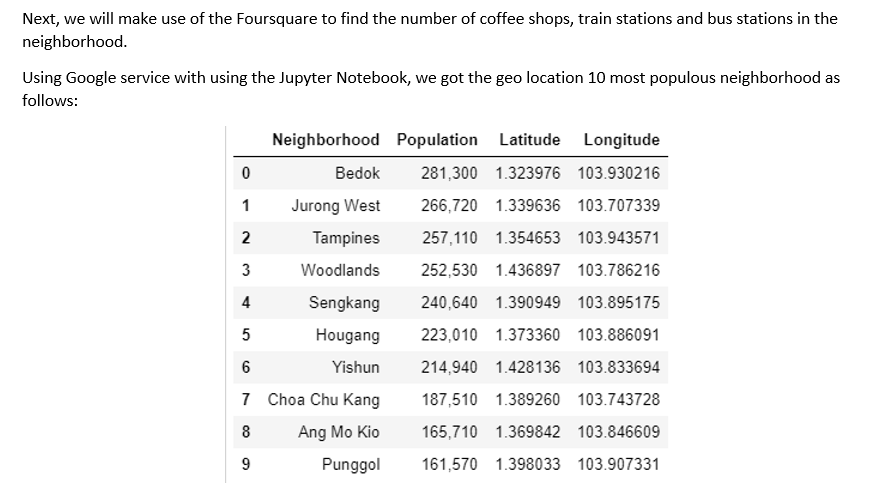 Next, we will make use of the Foursquare to find the number of coffee shops, train stations and bus stations in the
neighborhood.
Using Google service with using the Jupyter Notebook, we got the geo location 10 most populous neighborhood as
follows:
Neighborhood Population Latitude Longitude
0 Bedok 281,300 1.323976 103.930216
1 Jurong West 266,720 1.339636 103.707339
2 Tampines 257,110 1.354653 103.943571
3 Woodlands 252,530 1.436897 103.786216
4 Sengkang 240,640 1.390949 103.895175
5 Hougang 223,010 1.373360 103.886091
6 Yishun 214,940 1.428136 103.833694
7 Choa Chu Kang 187,510 1.389260 103.743728
8 Ang Mo Kio 165,710 1.369842 103.846609
9 Punggol 161,570 1.398033 103.907331